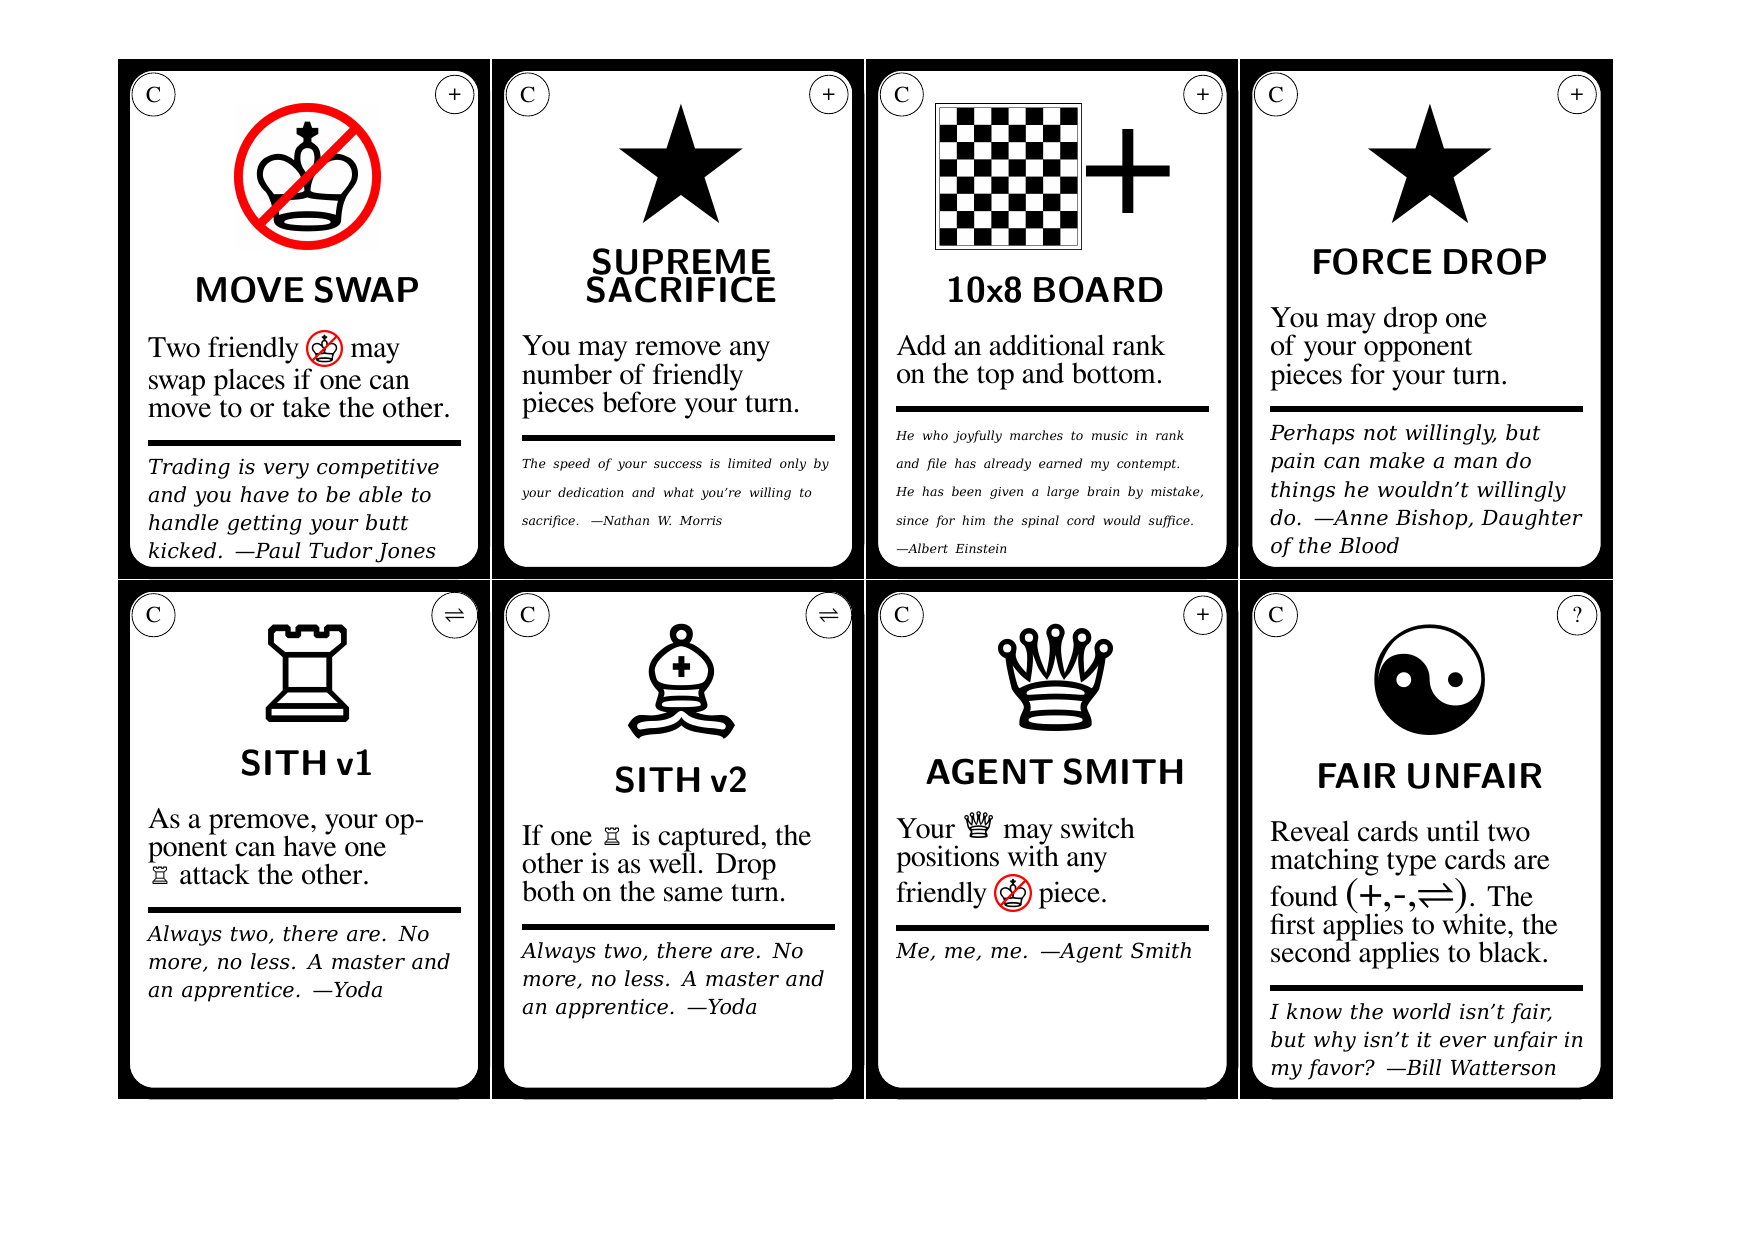 C +
MOVE SWAP
Two friendly may
swap places if one can
move to or take the other.
Trading is very competitive
and you have to be able to
handle getting your butt
kicked. —Paul Tudor Jones
C +
SUPREME
SACRIFICE
You may remove any
number of friendly
pieces before your turn.
The speed of your success is limited only by
your dedication and what you're willing to
sacrifice. —Nathan W. Morris
C +
10x8 BOARD
Add an additional rank
on the top and bottom.
He who joyfully marches to music in rank
and file has already earned my contempt.
He has been given a large brain by mistake,
since for him the spinal cord would suffice.
—Albert Einstein
C +
FORCE DROP
You may drop one
of your opponent
pieces for your turn.
Perhaps not willingly, but
pain can make a man do
things he wouldn't willingly
do. —Anne Bishop, Daughter
of the Blood
C ⇌
SITH v1
As a premove, your op-
ponent can have one
♖ attack the other.
Always two, there are. No
more, no less. A master and
an apprentice. —Yoda
C ⇌
SITH v2
If one ♖ is captured, the
other is as well. Drop
both on the same turn.
Always two, there are. No
more, no less. A master and
an apprentice. —Yoda
C +
AGENT SMITH
Your ♕ may switch
positions with any
friendly piece.
Me, me, me. —Agent Smith
C ?
FAIR UNFAIR
Reveal cards until two
matching type cards are
found (+,-,⇌). The
first applies to white, the
second applies to black.
I know the world isn't fair,
but why isn't it ever unfair in
my favor? —Bill Watterson